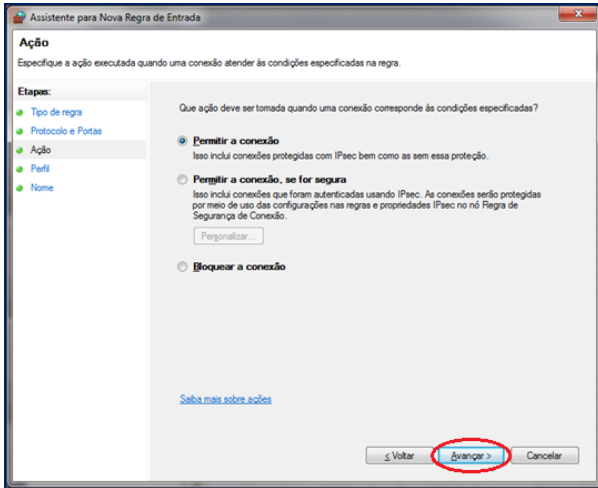 Assistente para Nova Regra de Entrada
Ação
Especifique a ação executada quando uma conexão atender às condições especificadas na regra.
Etapas:
Tipo de regra
Protocolo e Portas
Ação
Perfil
Nome
Que ação deve ser tomada quando uma conexão corresponde às condições especificadas?
Permitir a conexão
Isso inclui conexões protegidas com IPsec bem como as sem essa proteção.
Permitir a conexão, se for segura
Isso inclui conexões que foram autenticadas usando IPsec. As conexões serão protegidas
por meio de uso das configurações nas regras e propriedades IPsec no nó Regra de
Segurança de Conexão.
Personalizar...
Bloquear a conexão
Saiba mais sobre ações
< Voltar
Avançar >
Cancelar